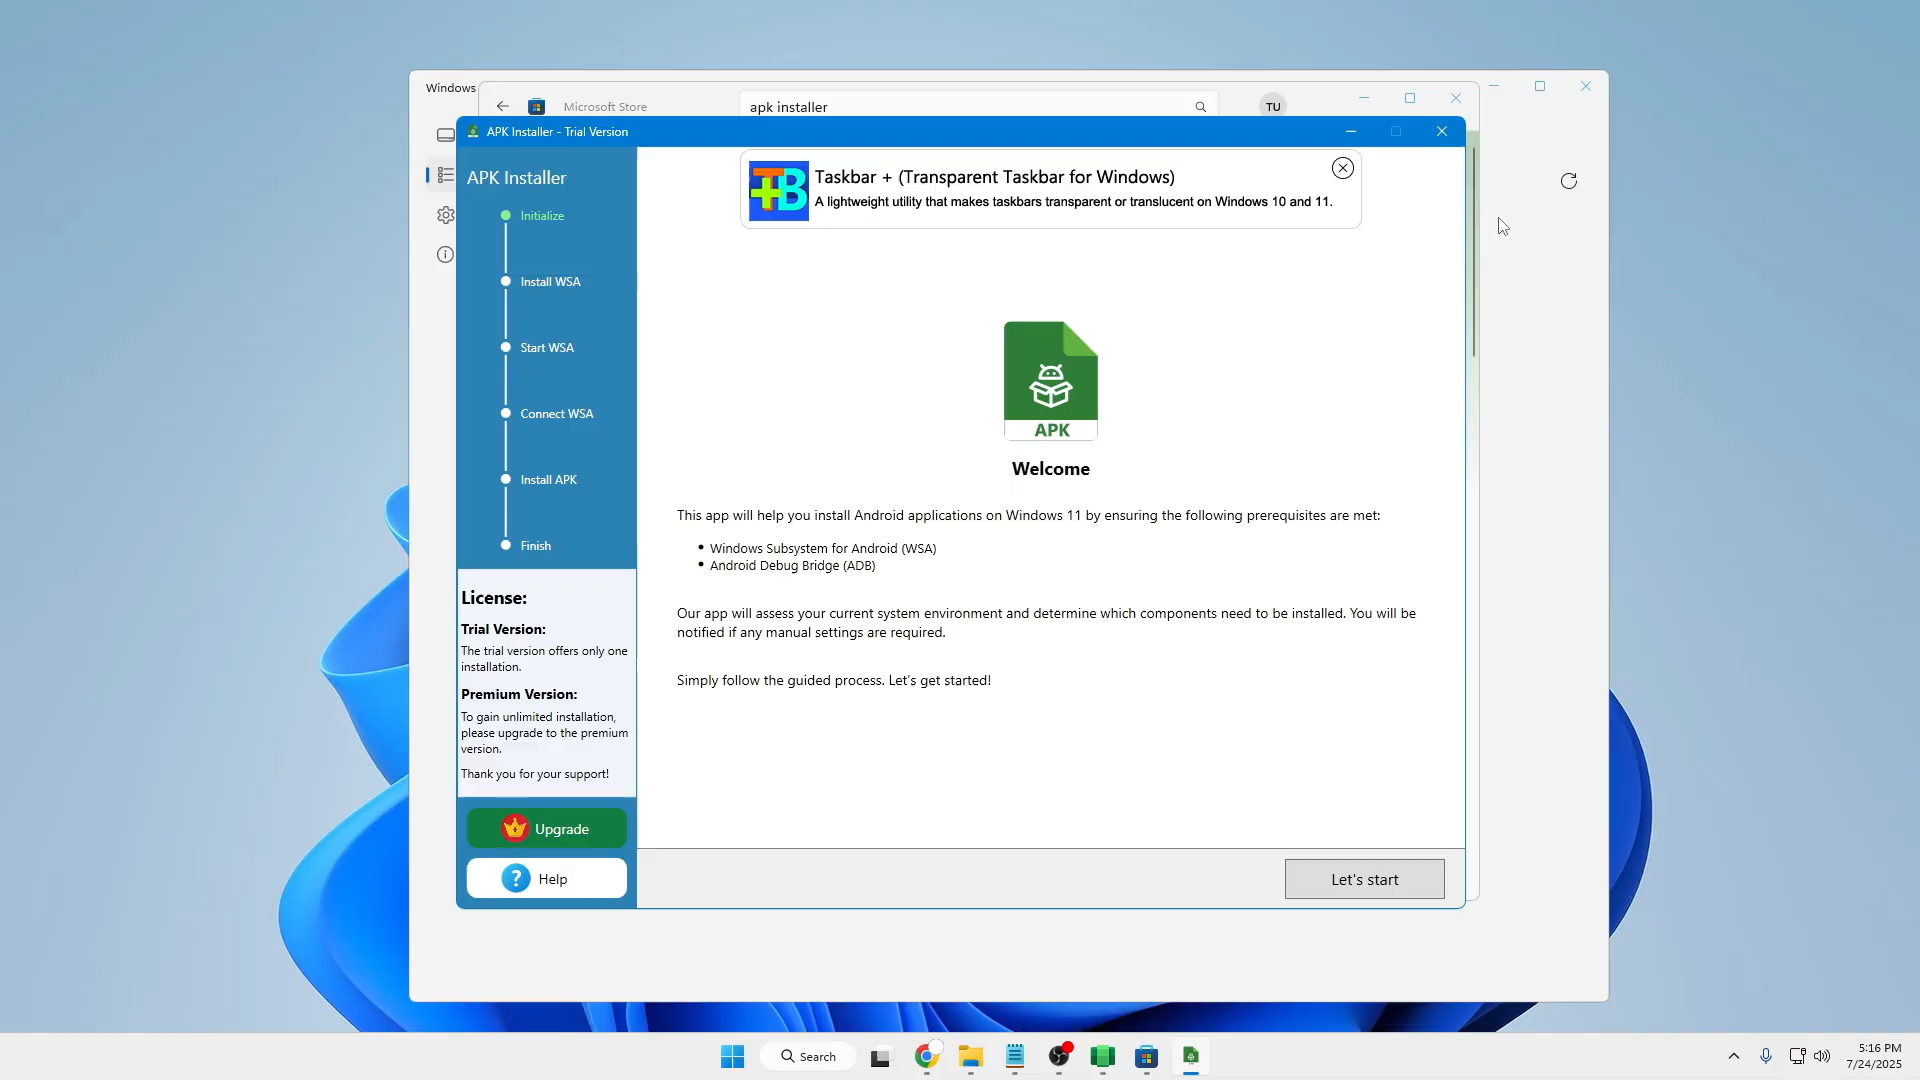 Windows
Microsoft Store
apk installer
TU
APK Installer - Trial Version
APK Installer
Initialize
Install WSA
Start WSA
Connect WSA
Install APK
Finish
License:
Trial Version:
The trial version offers only one
installation.
Premium Version:
To gain unlimited installation,
please upgrade to the premium
version.
Thank you for your support!
Upgrade
? Help
TB
Taskbar + (Transparent Taskbar for Windows)
A lightweight utility that makes taskbars transparent or translucent on Windows 10 and 11.
APK
Welcome
This app will help you install Android applications on Windows 11 by ensuring the following prerequisites are met:
• Windows Subsystem for Android (WSA)
• Android Debug Bridge (ADB)
Our app will assess your current system environment and determine which components need to be installed. You will be
notified if any manual settings are required.
Simply follow the guided process. Let's get started!
Let's start
Search
5:16 PM
7/24/2025